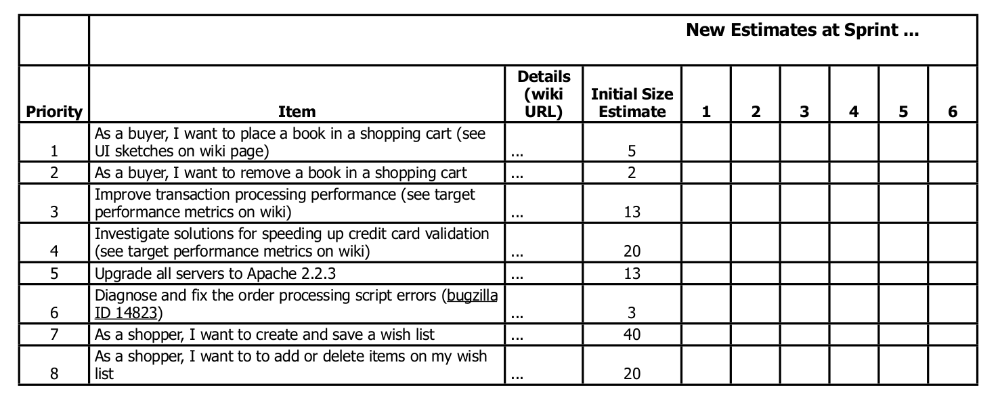 New Estimates at Sprint ...
Priority Item Details (wiki URL) Initial Size Estimate 1 2 3 4 5 6
1 As a buyer, I want to place a book in a shopping cart (see
UI sketches on wiki page) ... 5
2 As a buyer, I want to remove a book in a shopping cart ... 2
3 Improve transaction processing performance (see target
performance metrics on wiki) ... 13
4 Investigate solutions for speeding up credit card validation
(see target performance metrics on wiki) ... 20
5 Upgrade all servers to Apache 2.2.3 ... 13
6 Diagnose and fix the order processing script errors (bugzilla
ID 14823) ... 3
7 As a shopper, I want to create and save a wish list ... 40
8 As a shopper, I want to to add or delete items on my wish
list ... 20